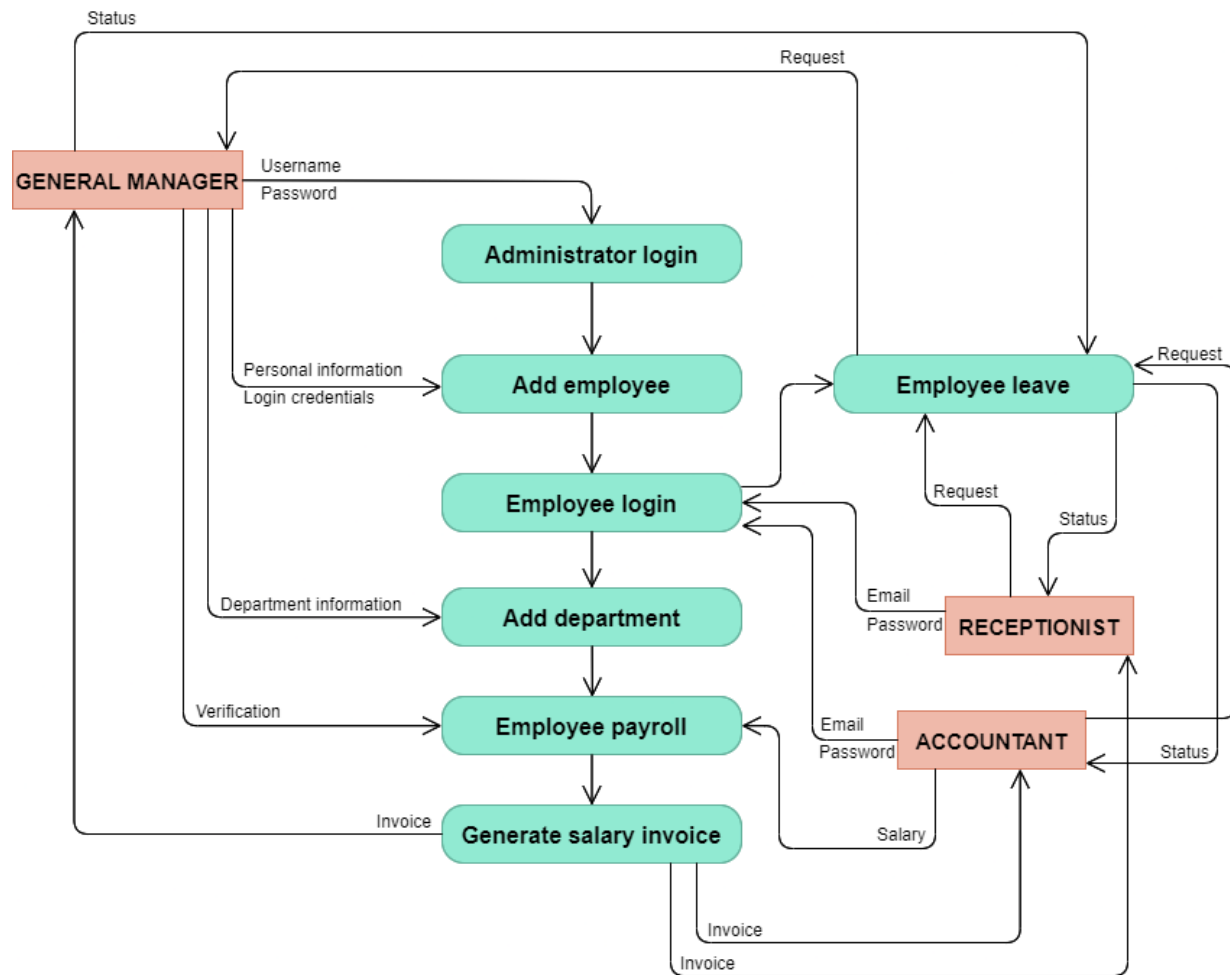 Status
Request
GENERAL MANAGER
Username
Password
Administrator login
Personal information
Login credentials
Add employee
Employee leave
Request
Employee login
Request
Status
Department information
Add department
Email
Password
RECEPTIONIST
Verification
Employee payroll
Email
Password
ACCOUNTANT
Status
Invoice
Generate salary invoice
Salary
Invoice
Invoice